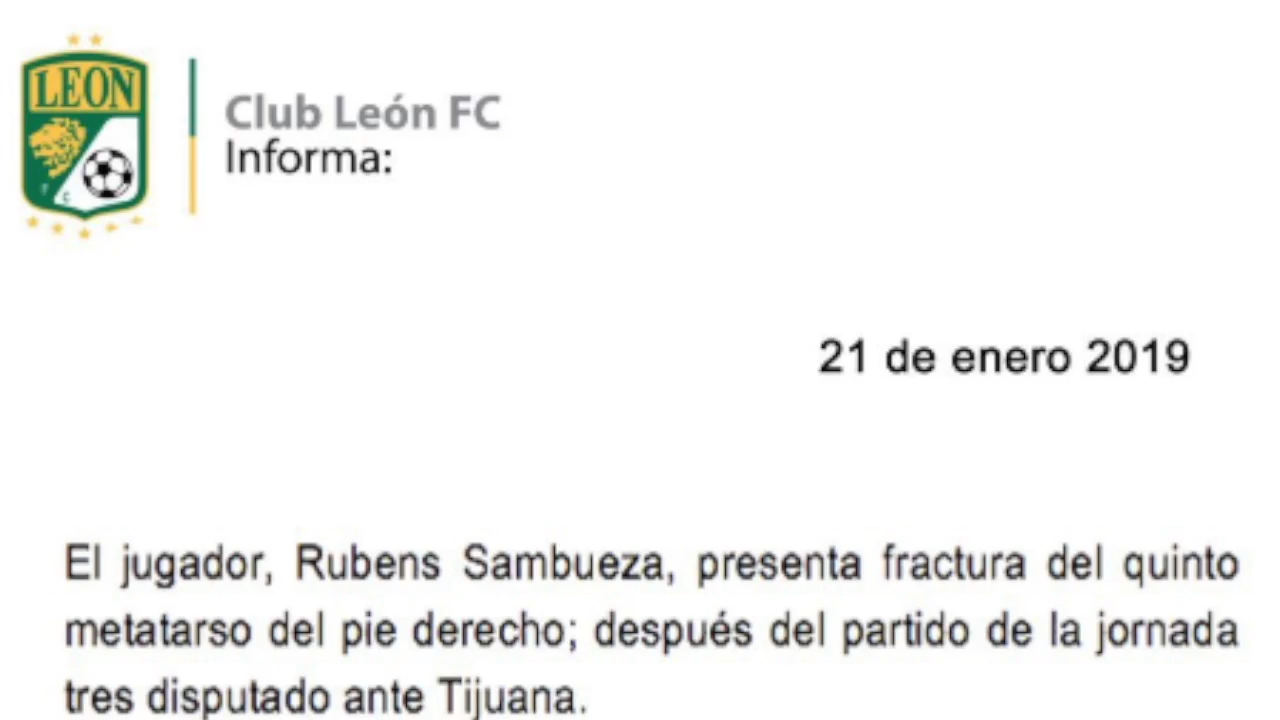 LEON
Club León FC
Informa:
21 de enero 2019
El jugador, Rubens Sambueza, presenta fractura del quinto
metatarso del pie derecho; después del partido de la jornada
tres disputado ante Tijuana.